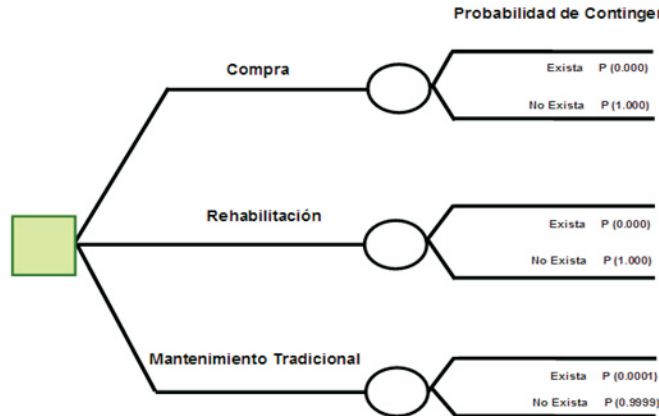 Probabilidad de Continger
Compra
Exista P (0.000)
No Exista P (1.000)
Rehabilitación
Exista P (0.000)
No Exista P (1.000)
Mantenimiento Tradicional
Exista P (0.0001)
No Exista P (0.9999)